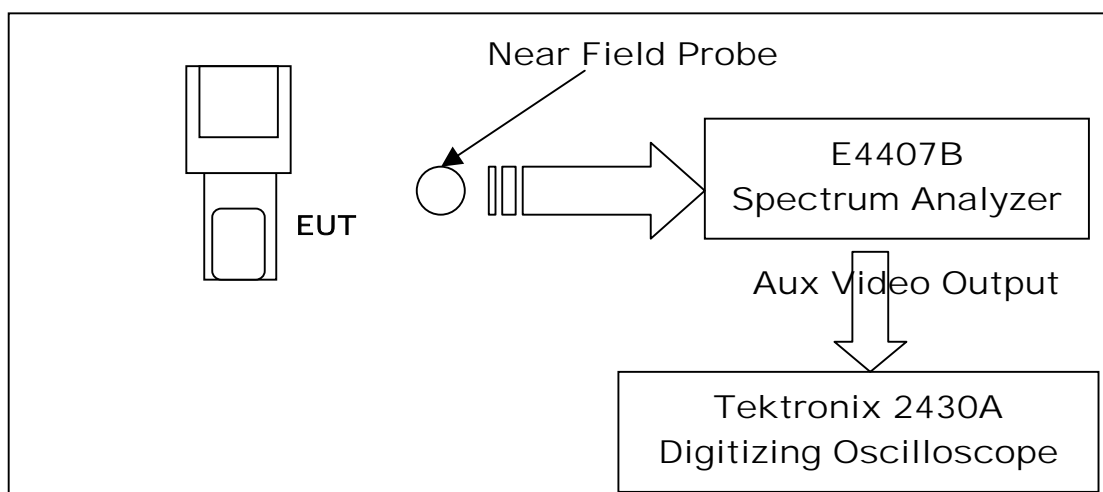 Near Field Probe
EUT
E4407B
Spectrum Analyzer
Aux Video Output
Tektronix 2430A
Digitizing Oscilloscope